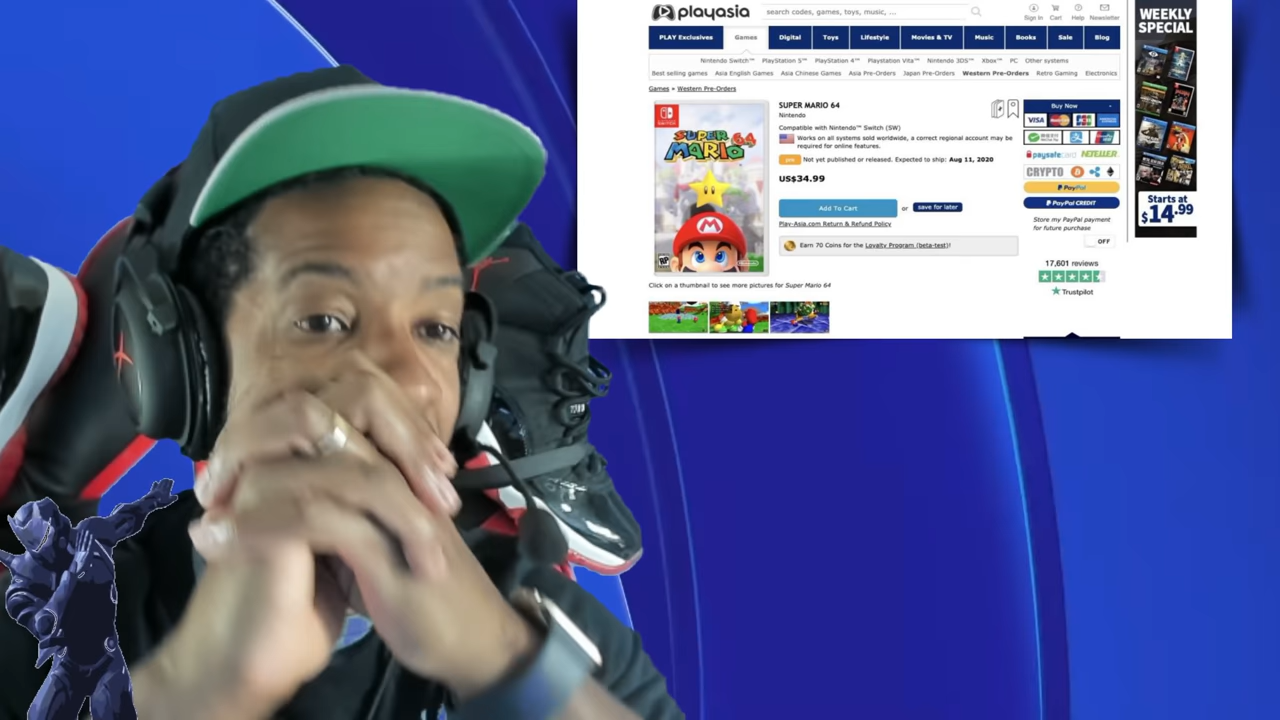 playasia
search codes, games, toys, music, ...
Sign In
Cart
Help
Newsletter
PLAY Exclusives
Games
Digital
Toys
Lifestyle
Movies & TV
Music
Books
Sale
Blog
Nintendo Switch™
PlayStation 5™
PlayStation 4™
Playstation Vita™
Nintendo 3DS™
Xbox™
PC
Other systems
Best selling games
Asia English Games
Asia Chinese Games
Asia Pre-Orders
Japan Pre-Orders
Western Pre-Orders
Retro Gaming
Electronics
Games » Western Pre-Orders
SUPER MARIO 64
Nintendo
Compatible with Nintendo™ Switch (SW)
Works on all systems sold worldwide, a correct regional account may be
required for online features.
pre
Not yet published or released. Expected to ship: Aug 11, 2020
US$34.99
Add To Cart
or
save for later
Play-Asia.com Return & Refund Policy
Earn 70 Coins for the Loyalty Program (beta-test)!
SUPER
MARIO 64
M
RP
Nintendo
Click on a thumbnail to see more pictures for Super Mario 64
Buy Now
VISA
JCB
paysafecard
NETELLER
CRYPTO
PayPal
PayPal CREDIT
Store my PayPal payment
for future purchase
OFF
17,601 reviews
Trustpilot
WEEKLY
SPECIAL
Starts at
$14.99